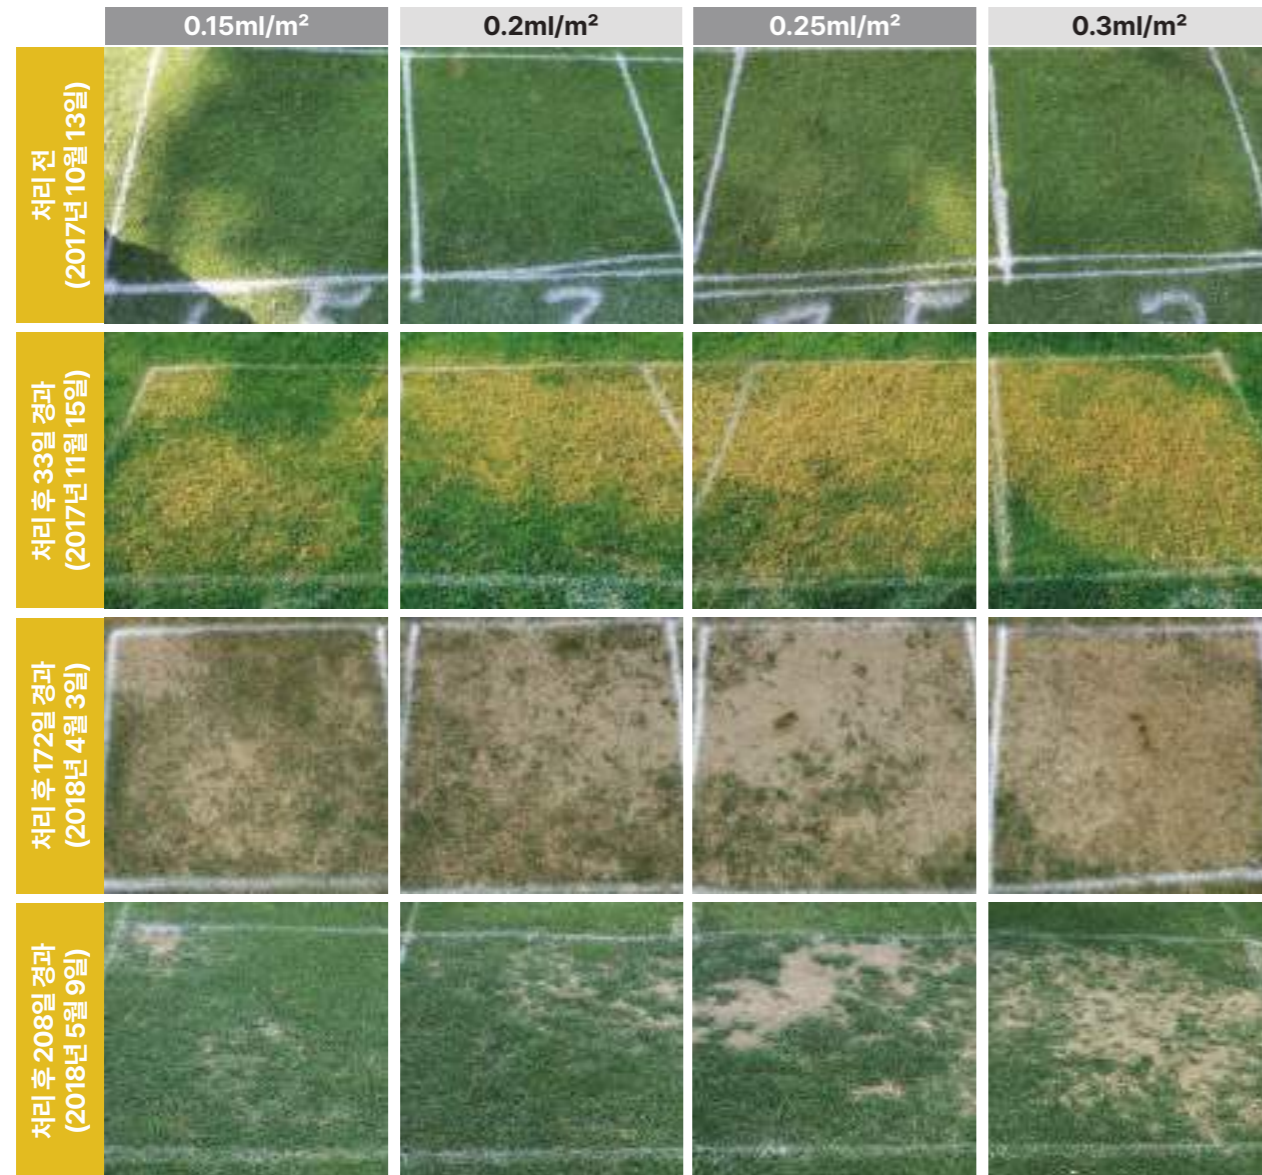 0.15ml/m²
0.2ml/m²
0.25ml/m²
0.3ml/m²
처리 전
(2017년 10월 13일)
처리 후 33일 경과
(2017년 11월 15일)
처리 후 172일 경과
(2018년 4월 3일)
처리 후 208일 경과
(2018년 5월 9일)